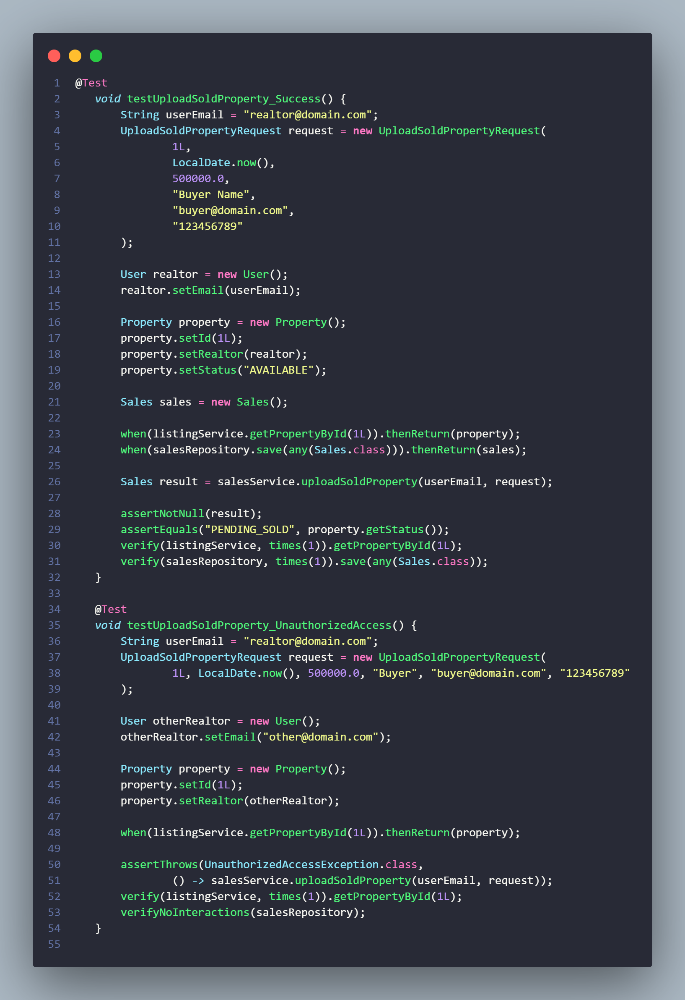 1 @Test
2    void testUploadSoldProperty_Success() {
3        String userEmail = "realtor@domain.com";
4        UploadSoldPropertyRequest request = new UploadSoldPropertyRequest(
5                1L,
6                LocalDate.now(),
7                500000.0,
8                "Buyer Name",
9                "buyer@domain.com",
10                "123456789"
11        );
12
13        User realtor = new User();
14        realtor.setEmail(userEmail);
15
16        Property property = new Property();
17        property.setId(1L);
18        property.setRealtor(realtor);
19        property.setStatus("AVAILABLE");
20
21        Sales sales = new Sales();
22
23        when(listingService.getPropertyById(1L)).thenReturn(property);
24        when(salesRepository.save(any(Sales.class))).thenReturn(sales);
25
26        Sales result = salesService.uploadSoldProperty(userEmail, request);
27
28        assertNotNull(result);
29        assertEquals("PENDING_SOLD", property.getStatus());
30        verify(listingService, times(1)).getPropertyById(1L);
31        verify(salesRepository, times(1)).save(any(Sales.class));
32    }
33
34    @Test
35    void testUploadSoldProperty_UnauthorizedAccess() {
36        String userEmail = "realtor@domain.com";
37        UploadSoldPropertyRequest request = new UploadSoldPropertyRequest(
38                1L, LocalDate.now(), 500000.0, "Buyer", "buyer@domain.com", "123456789"
39        );
40
41        User otherRealtor = new User();
42        otherRealtor.setEmail("other@domain.com");
43
44        Property property = new Property();
45        property.setId(1L);
46        property.setRealtor(otherRealtor);
47
48        when(listingService.getPropertyById(1L)).thenReturn(property);
49
50        assertThrows(UnauthorizedAccessException.class,
51                () -> salesService.uploadSoldProperty(userEmail, request));
52        verify(listingService, times(1)).getPropertyById(1L);
53        verifyNoInteractions(salesRepository);
54    }
55